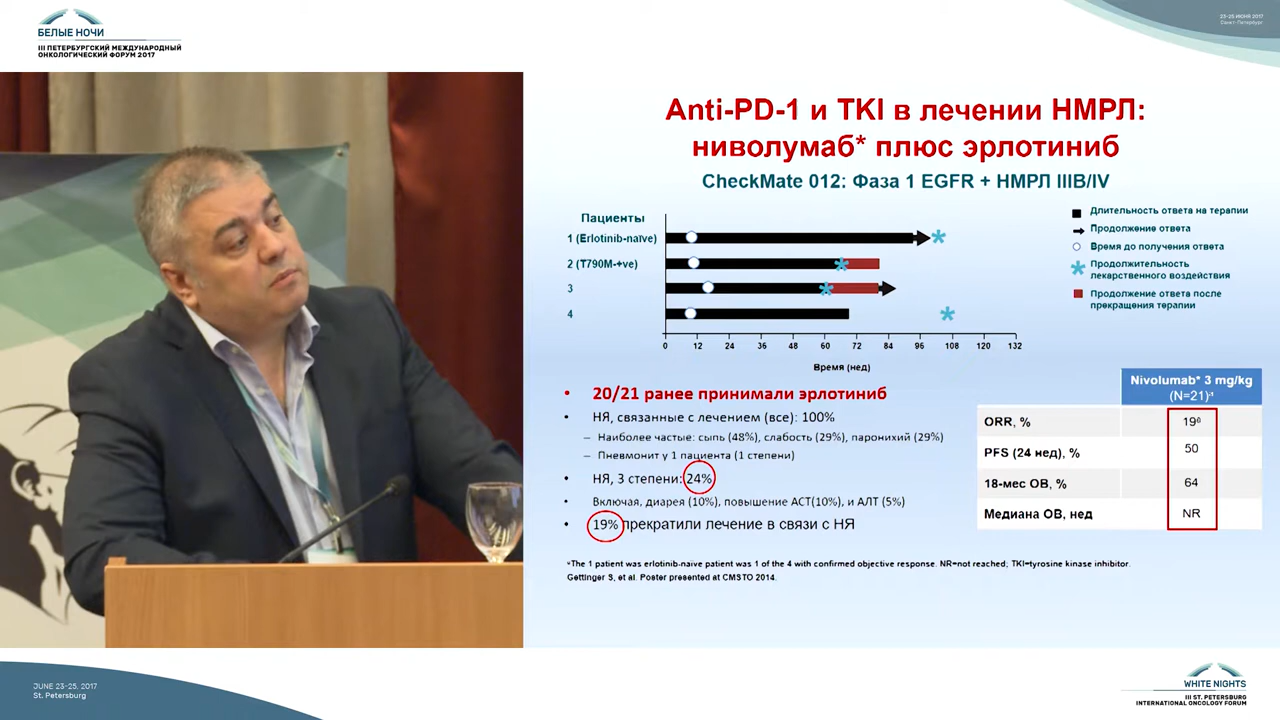 БЕЛЫЕ НОЧИ
III ПЕТЕРБУРГСКИЙ МЕЖДУНАРОДНЫЙ
ОНКОЛОГИЧЕСКИЙ ФОРУМ 2017
23-25 ИЮНЯ 2017
Санкт-Петербург
Anti-PD-1 и TKI в лечении НМРЛ:
ниволумаб* плюс эрлотиниб
CheckMate 012: Фаза 1 EGFR + НМРЛ IIIB/IV
Пациенты
1 (Erlotinib-naïve)
2 (T790M-+ve)
3
4
0 12 24 36 48 60 72 84 96 108 120 132
Время (нед)
Длительность ответа на терапии
Продолжение ответа
Время до получения ответа
Продолжительность
лекарственного воздействия
Продолжение ответа после
прекращения терапии
• 20/21 ранее принимали эрлотиниб
• НЯ, связанные с лечением (все): 100%
– Наиболее частые: сыпь (48%), слабость (29%), паронихий (29%)
– Пневмонит у 1 пациента (1 степени)
• НЯ, 3 степени: 24%
• Включая, диарея (10%), повышение АСТ(10%), и АЛТ (5%)
• 19% прекратили лечение в связи с НЯ
Nivolumab* 3 mg/kg
(N=21)
ORR, % 19
PFS (24 нед), % 50
18-мес ОВ, % 64
Медиана ОВ, нед NR
The 1 patient was erlotinib-naive patient was 1 of the 4 with confirmed objective response. NR=not reached; TKI=tyrosine kinase inhibitor.
Gettinger S, et al. Poster presented at CMSTO 2014.
JUNE 23-25, 2017
St. Petersburg
WHITE NIGHTS
III ST. PETERSBURG
INTERNATIONAL ONCOLOGY FORUM